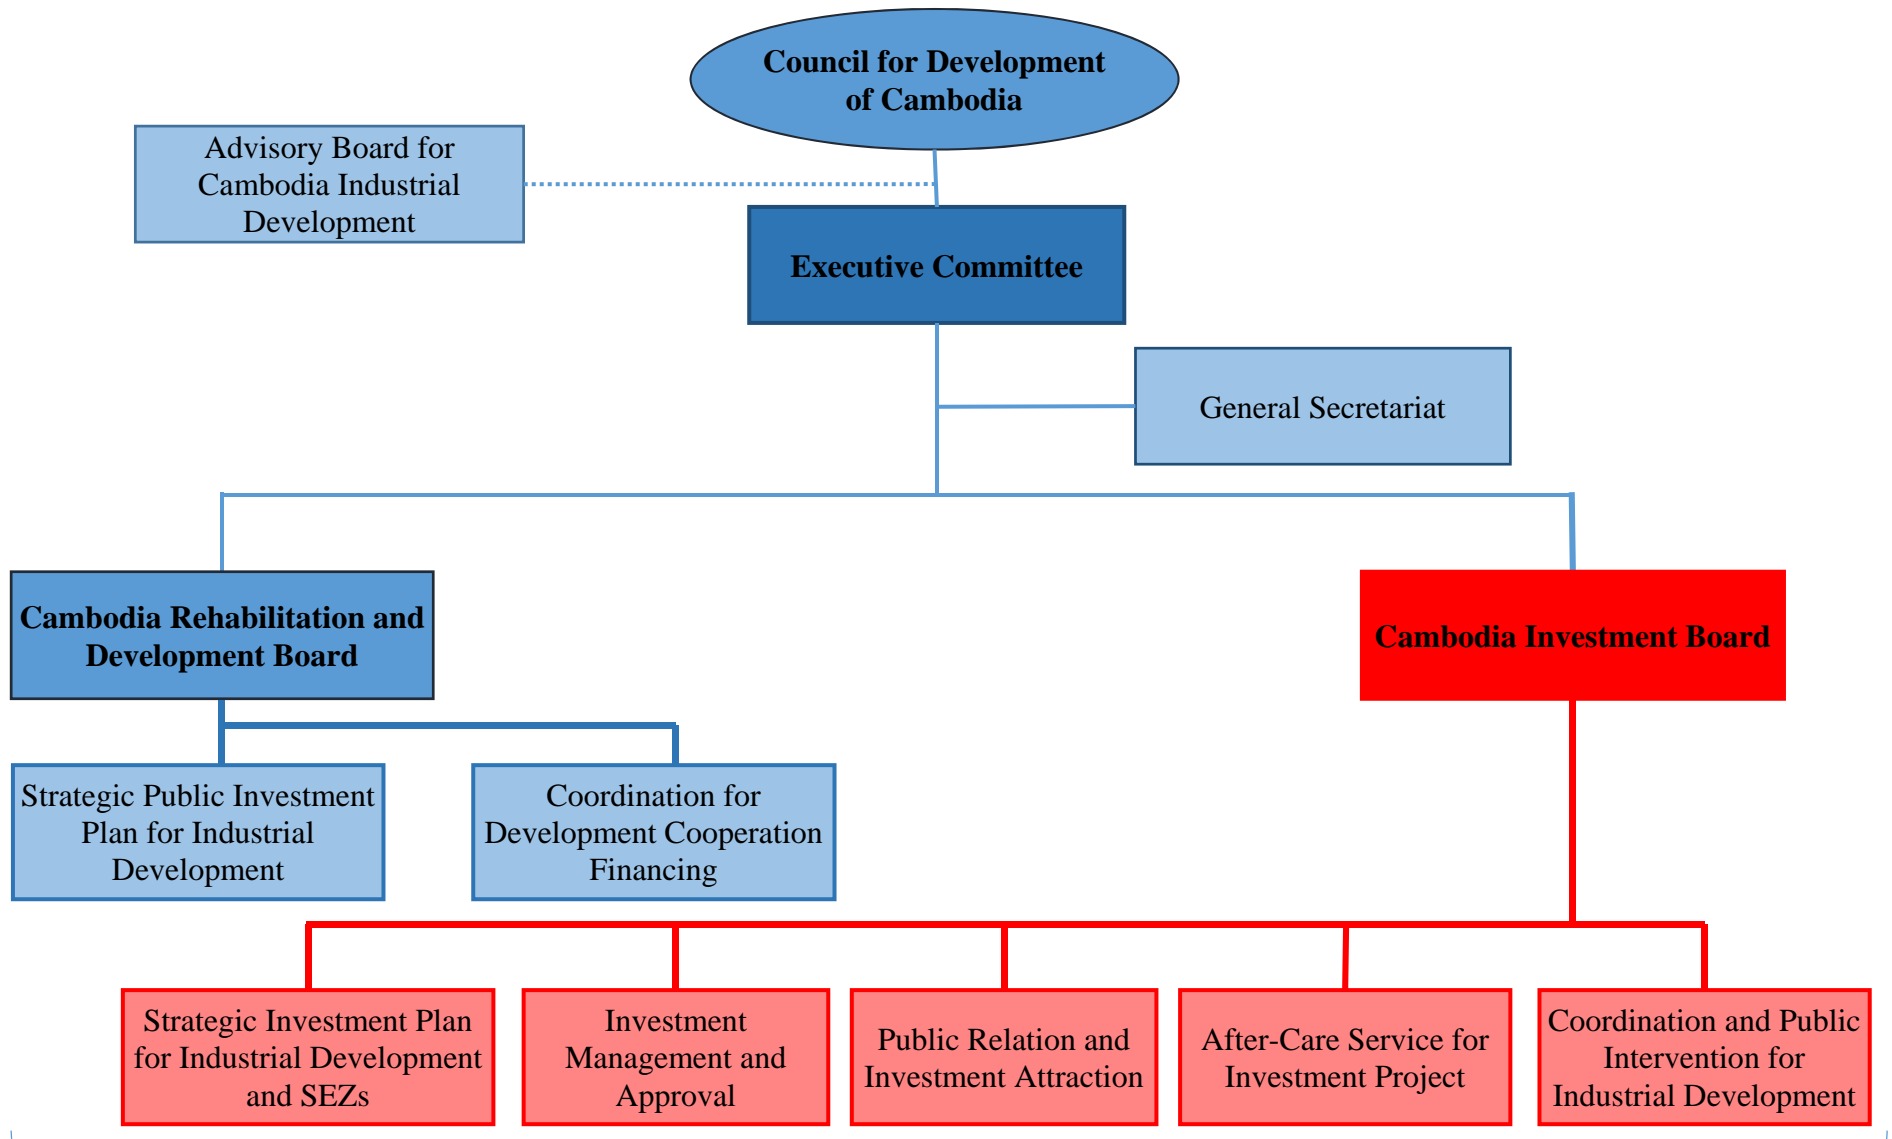 Council for Development
of Cambodia
Advisory Board for
Cambodia Industrial
Development
Executive Committee
General Secretariat
Cambodia Rehabilitation and
Development Board
Cambodia Investment Board
Strategic Public Investment
Plan for Industrial
Development
Coordination for
Development Cooperation
Financing
Strategic Investment Plan
for Industrial Development
and SEZs
Investment
Management and
Approval
Public Relation and
Investment Attraction
After-Care Service for
Investment Project
Coordination and Public
Intervention for
Industrial Development